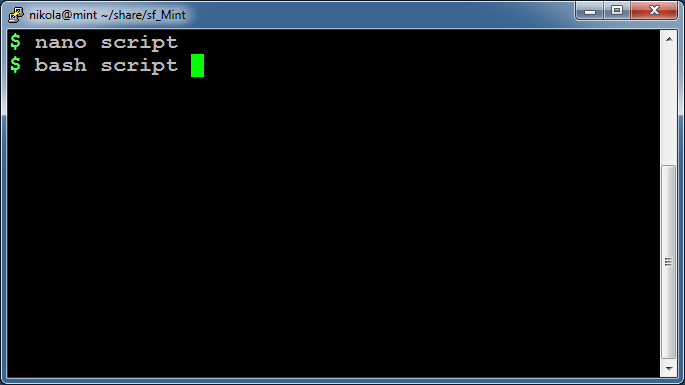 nikola@mint ~/share/sf_Mint
$ nano script
$ bash script